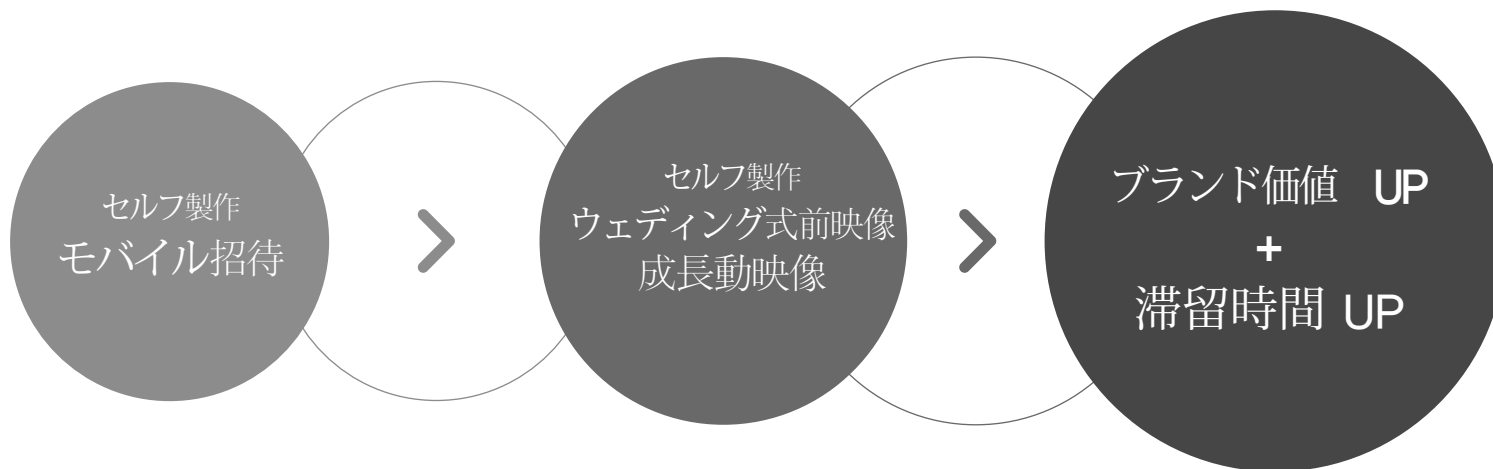 セルフ製作
モバイル招待
セルフ製作
ウェディング式前映像
成長動映像
ブランド価値 UP
+
滞留時間 UP